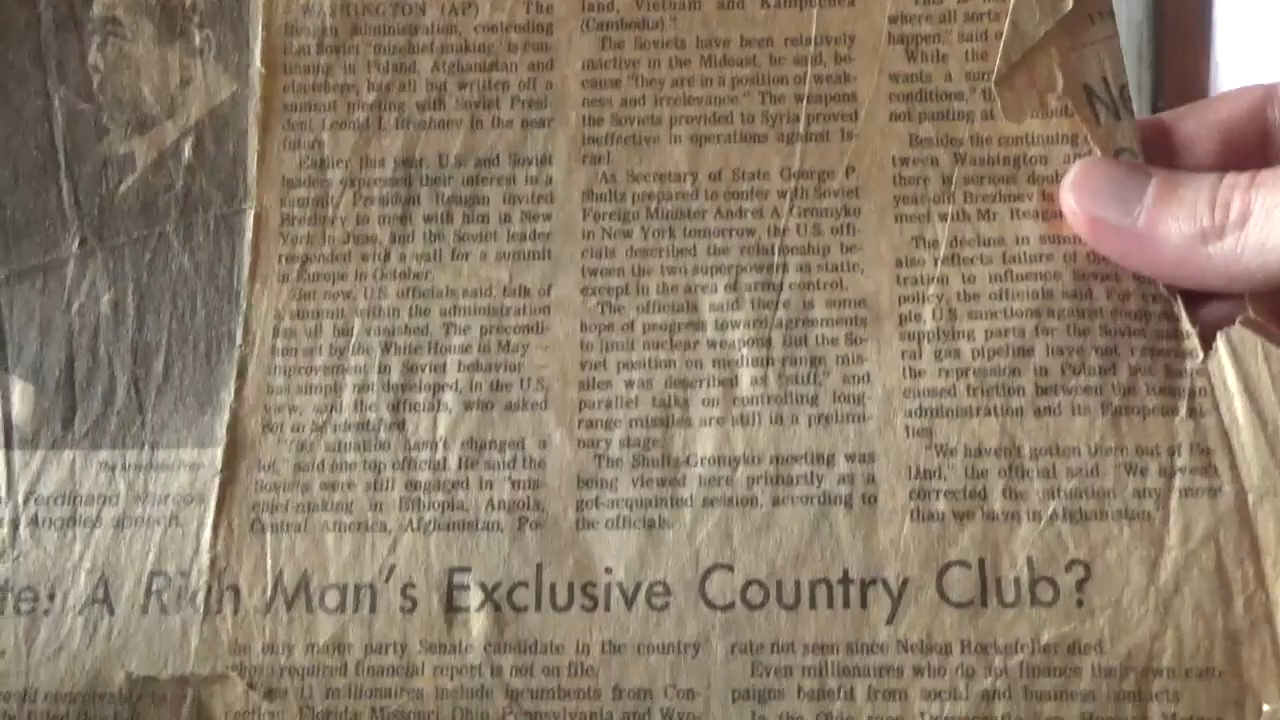 WASHINGTON (AP) The
Reagan administration, contending
that Soviet "mischief-making" is con-
tinuing in Poland, Afghanistan and
elsewhere, has all but written off a
summit meeting with Soviet Presi-
dent Leonid I. Brezhnev in the near
future.
Earlier this year, U.S. and Soviet
leaders expressed their interest in a
summit. President Reagan invited
Brezhnev to meet with him in New
York in June, and the Soviet leader
responded with a call for a summit
in Europe in October.
But now, U.S. officials said, talk of
a summit within the administration
has all but vanished. The precondi-
tion set by the White House in May —
improvement in Soviet behavior —
has simply not developed, in the U.S.
view, said the officials, who asked
not to be identified.
"The situation hasn't changed a
lot," said one top official. He said the
Soviets were still engaged in "mis-
chief-making in Ethiopia, Angola,
Central America, Afghanistan, Po-
land, Vietnam and Kampuchea
(Cambodia)."
The Soviets have been relatively
inactive in the Mideast, he said, be-
cause "they are in a position of weak-
ness and irrelevance." The weapons
the Soviets provided to Syria proved
ineffective in operations against Is-
rael.
As Secretary of State George P.
Shultz prepared to confer with Soviet
Foreign Minister Andrei A. Gromyko
in New York tomorrow, the U.S. offi-
cials described the relationship be-
tween the two superpowers as static,
except in the area of arms control.
The officials said there is some
hope of progress toward agreements
to limit nuclear weapons. But the So-
viet position on medium-range mis-
siles was described as "stiff," and
parallel talks on controlling long-
range missiles are still in a prelimi-
nary stage.
The Shultz-Gromyko meeting was
being viewed here primarily as a
get-acquainted session, according to
the officials.
where all sorts
happen," said
While the
wants a sum
conditions,"
not panting at
Besides the continuing
tween Washington
there is serious doub
year-old Brezhnev is
meet with Mr. Reagan
The decline in summ
also reflects failure of the
tration to influence Soviet
policy, the officials said. For
ple, U.S. sanctions against
supplying parts for the Soviet
ral gas pipeline have not
the repression in Poland but
caused friction between the Reagan
administration and its European al-
lies.
"We haven't gotten them out of Po-
land," the official said. "We haven't
corrected the situation any more
than we have in Afghanistan."
The Associated Press
Ferdinand Marcos
Angeles speech.
te: A Rich Man's Exclusive Country Club?
the only major party Senate candidate in the country
whose required financial report is not on file.
11 millionaires include incumbents from Con-
necticut, Florida, Missouri, Ohio, Pennsylvania and Wyo-
rate not seen since Nelson Rockefeller died.
Even millionaires who do not finance their own cam-
paigns benefit from social and business contacts
In the Ohio